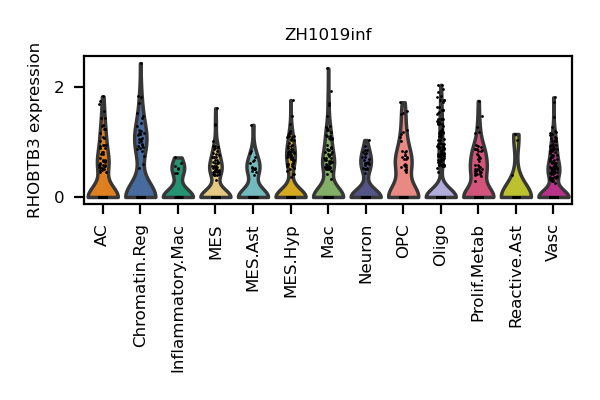 ZH1019inf
RHOBTB3 expression
2
0
AC
Chromatin.Reg
Inflammatory.Mac
MES
MES.Ast
MES.Hyp
Mac
Neuron
OPC
Oligo
Prolif.Metab
Reactive.Ast
Vasc